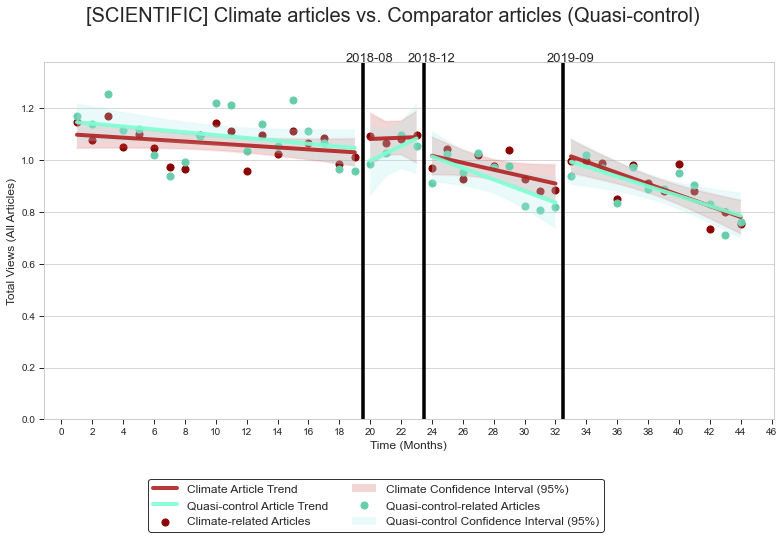 [SCIENTIFIC] Climate articles vs. Comparator articles (Quasi-control)
2018-08 2018-12 2019-09
1.2
1.0
0.8
0.6
0.4
0.2
0.0
Total Views (All Articles)
0 2 4 6 8 10 12 14 16 18 20 22 24 26 28 30 32 34 36 38 40 42 44 46
Time (Months)
Climate Article Trend
Quasi-control Article Trend
Climate-related Articles
Climate Confidence Interval (95%)
Quasi-control-related Articles
Quasi-control Confidence Interval (95%)